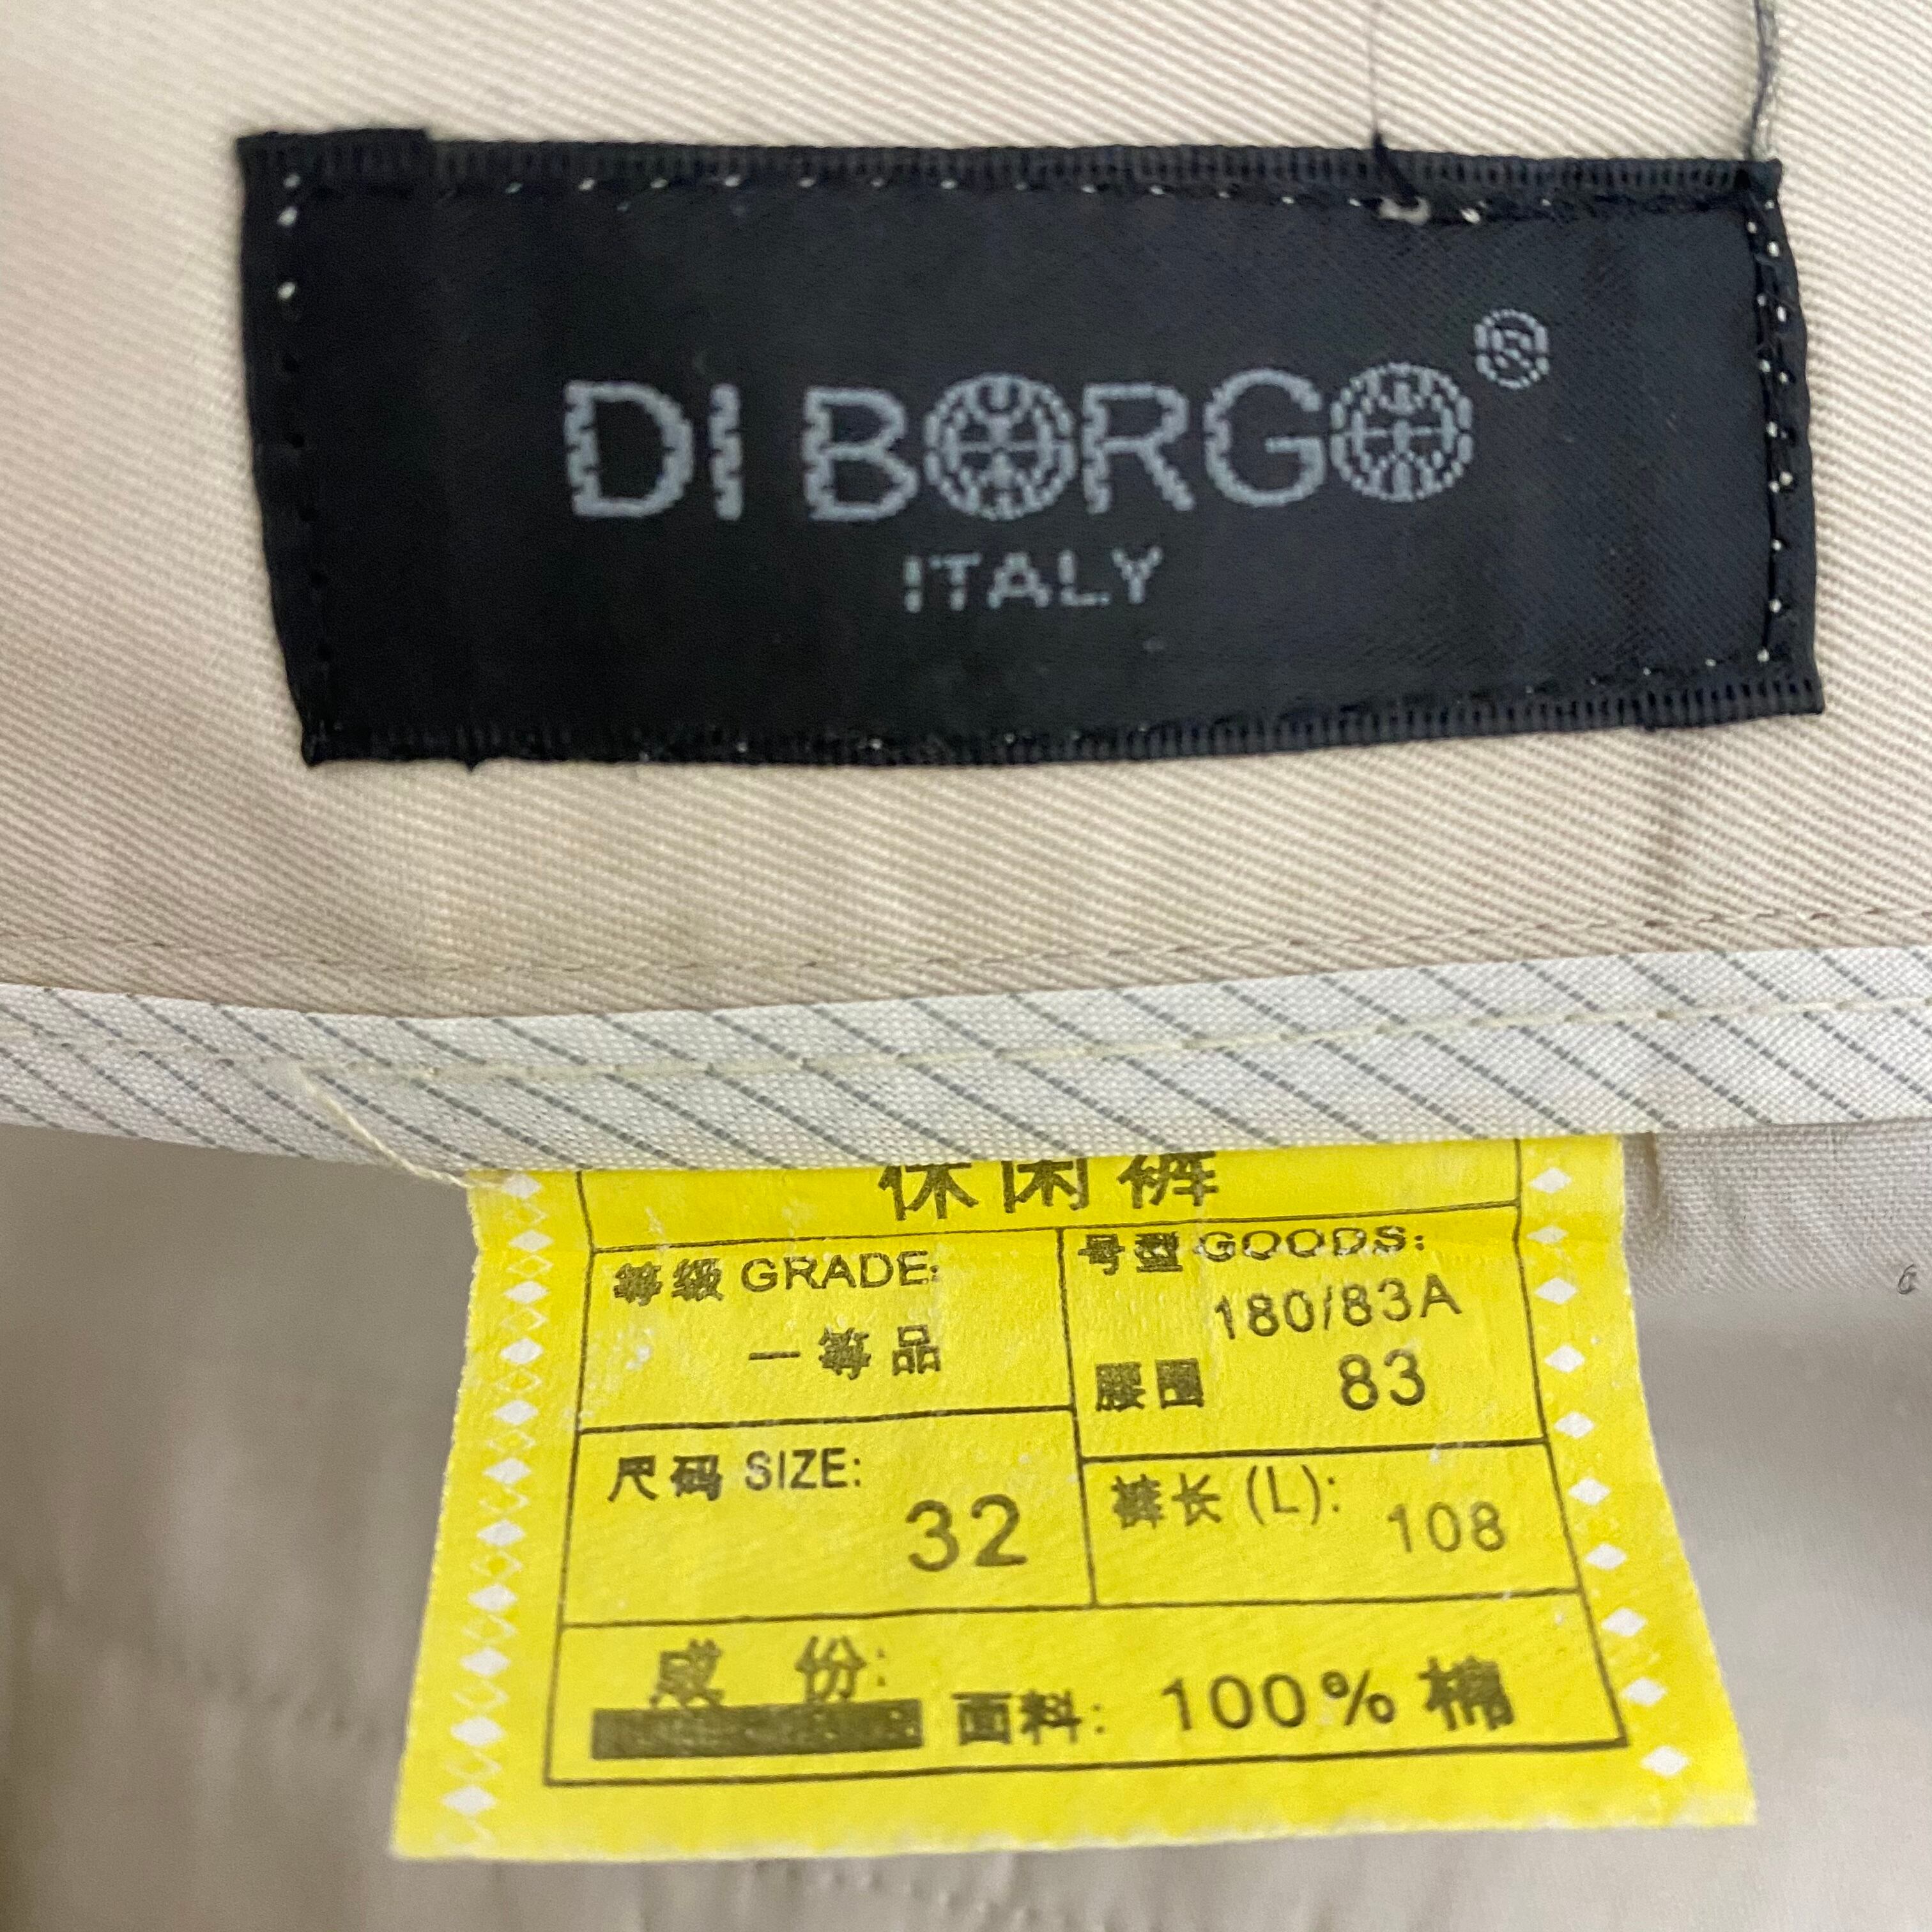 DI BORGO®
ITALY
休闲裤
等级 GRADE:
一等品
号型 GOODS:
180/83A
腰围 83
尺码 SIZE:
32
裤长 (L):
108
成 份:
面料: 100% 棉